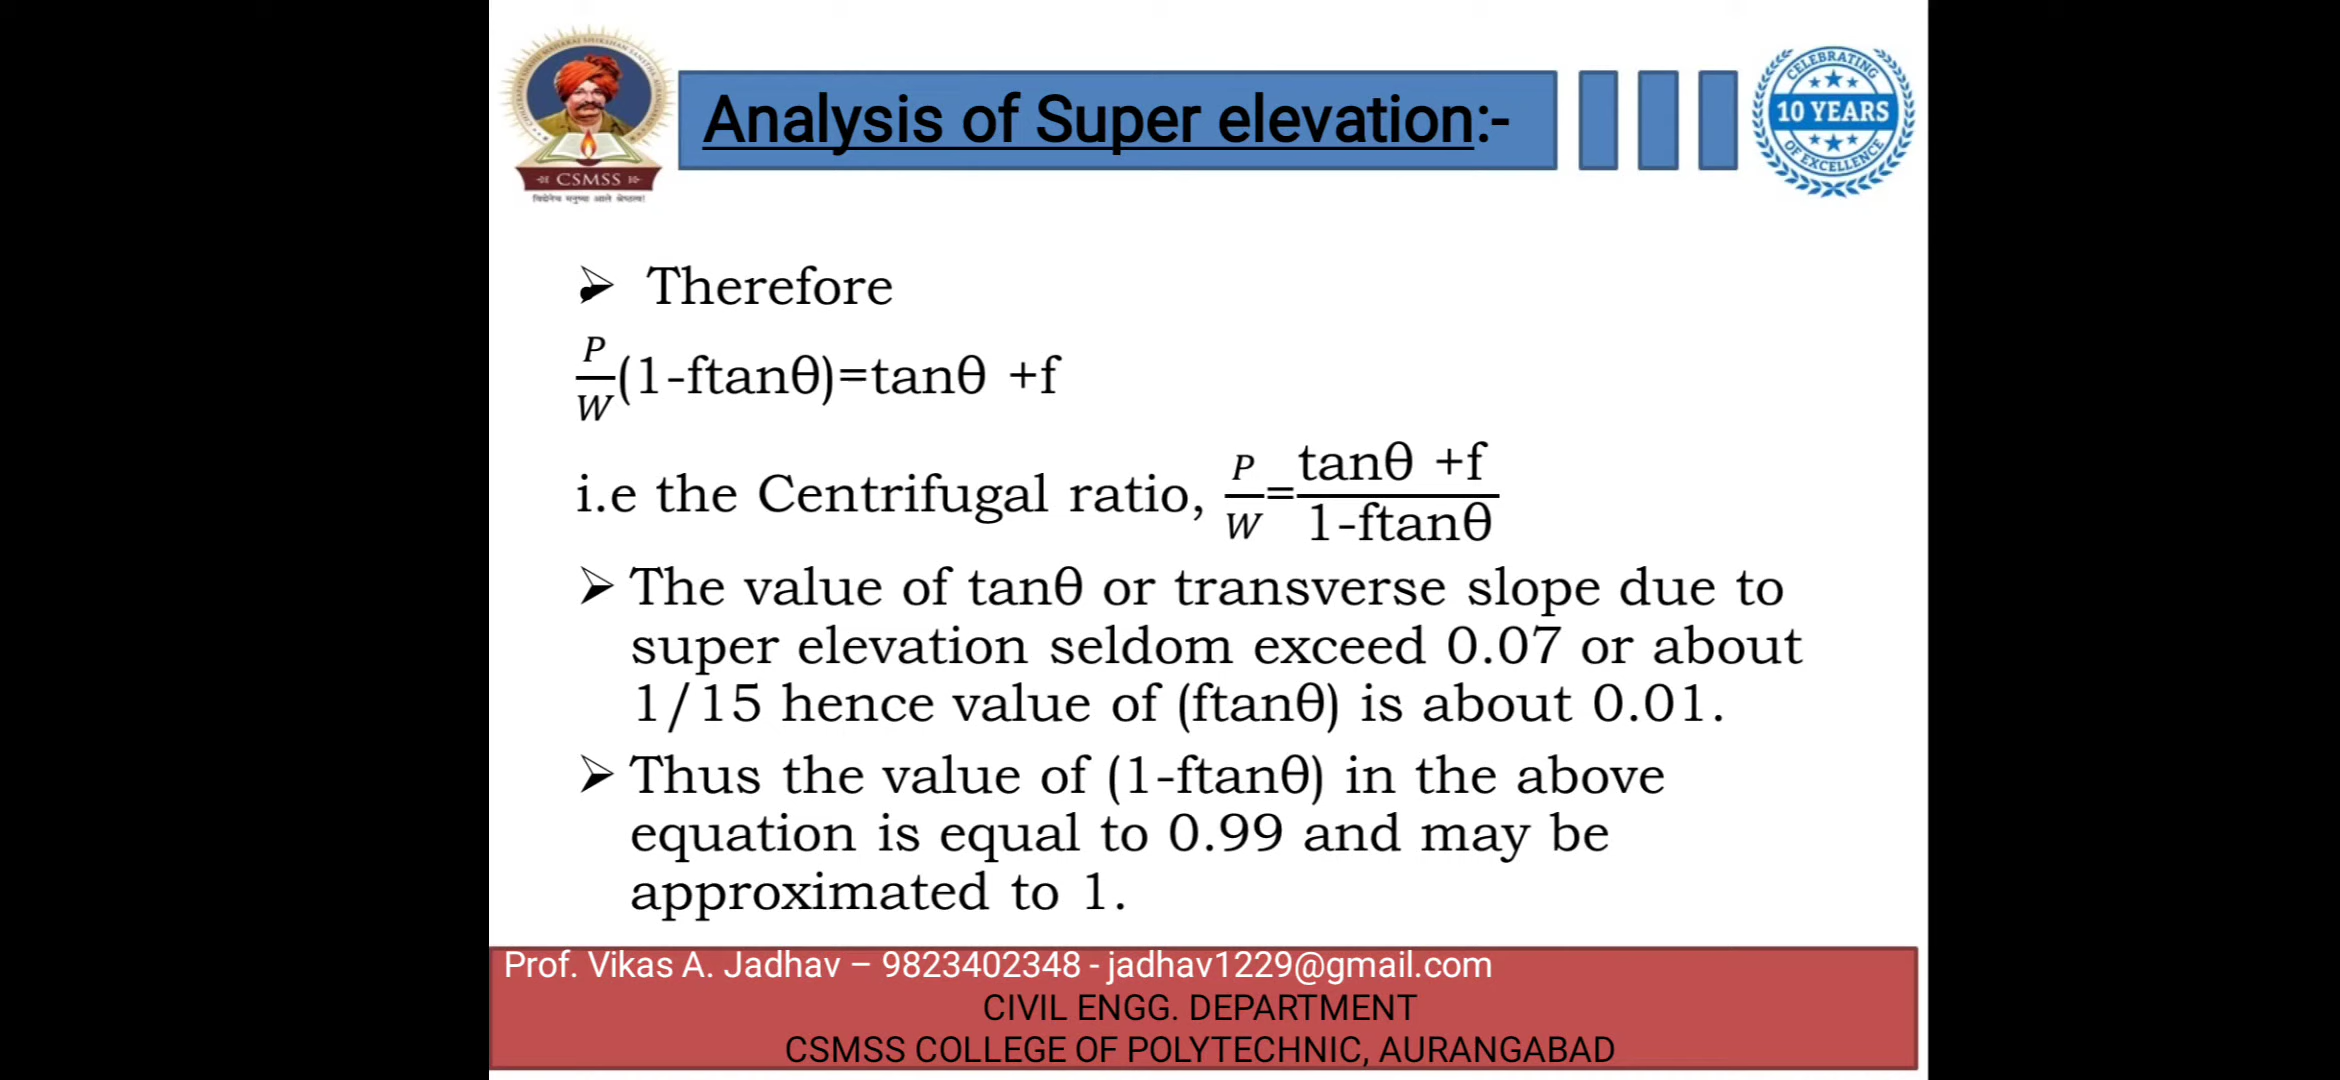 Analysis of Super elevation:-
CSMSS
CELEBRATING
10 YEARS
OF EXCELLENCE
➢ Therefore
P/W(1-ftanθ)=tanθ +f
i.e the Centrifugal ratio, P/W=tanθ +f/1-ftanθ
➢ The value of tanθ or transverse slope due to
super elevation seldom exceed 0.07 or about
1/15 hence value of (ftanθ) is about 0.01.
➢ Thus the value of (1-ftanθ) in the above
equation is equal to 0.99 and may be
approximated to 1.
Prof. Vikas A. Jadhav – 9823402348 - jadhav1229@gmail.com
CIVIL ENGG. DEPARTMENT
CSMSS COLLEGE OF POLYTECHNIC, AURANGABAD